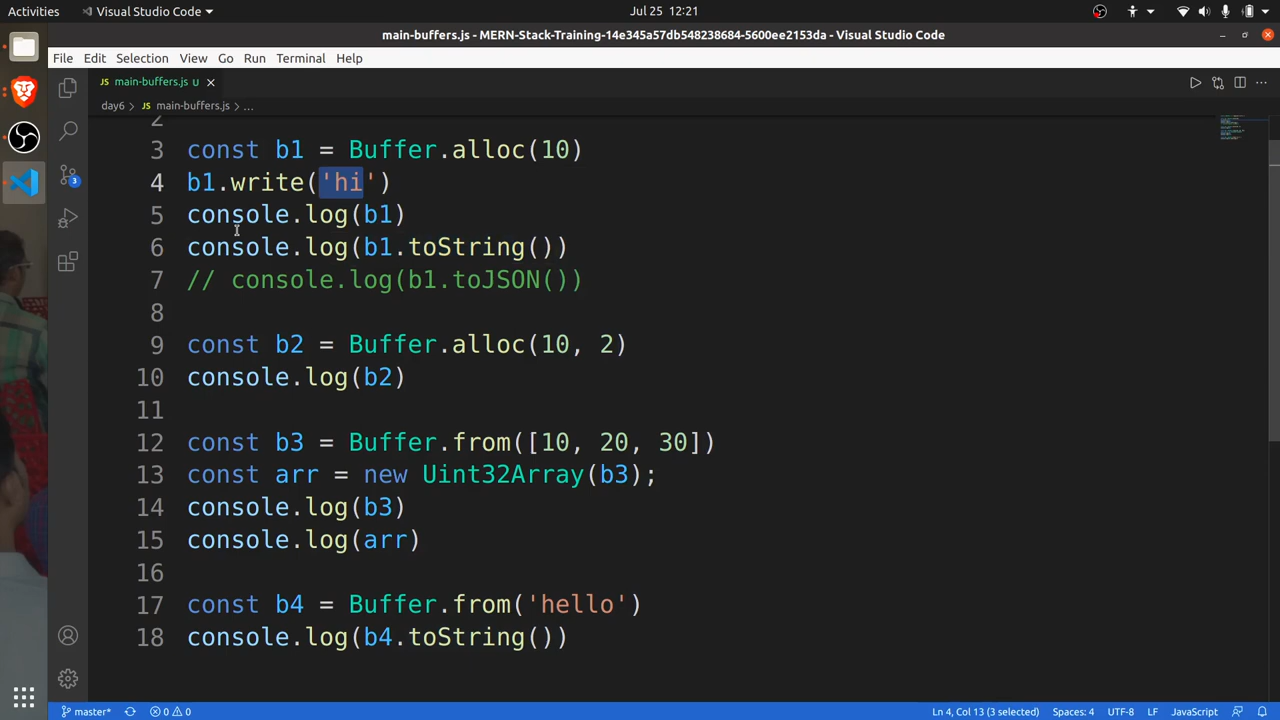 Activities
Visual Studio Code
Jul 25 12:21
main-buffers.js - MERN-Stack-Training-14e345a57db548238684-5600ee2153da - Visual Studio Code
File Edit Selection View Go Run Terminal Help
JS main-buffers.js U
day6 > JS main-buffers.js > ...
2
3 const b1 = Buffer.alloc(10)
4 b1.write('hi')
5 console.log(b1)
6 console.log(b1.toString())
7 // console.log(b1.toJSON())
8
9 const b2 = Buffer.alloc(10, 2)
10 console.log(b2)
11
12 const b3 = Buffer.from([10, 20, 30])
13 const arr = new Uint32Array(b3);
14 console.log(b3)
15 console.log(arr)
16
17 const b4 = Buffer.from('hello')
18 console.log(b4.toString())
3
master* 0 0 Ln 4, Col 13 (3 selected) Spaces: 4 UTF-8 LF JavaScript